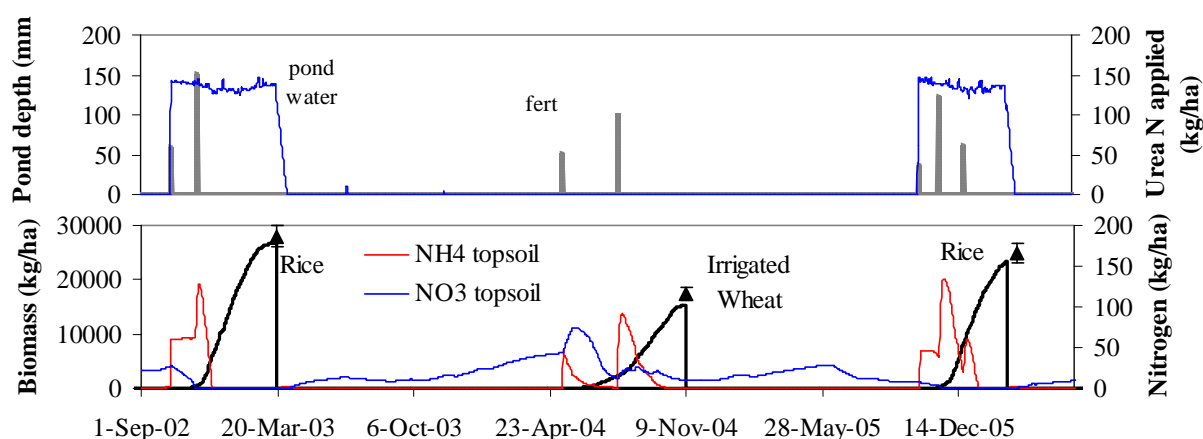 200
150
100
50
0
Pond depth (mm
pond
water
fert
200
150
100
50
0
Urea N applied
(kg/ha)
30000
20000
10000
0
Biomass (kg/ha)
Rice
NH4 topsoil
NO3 topsoil
Irrigated
Wheat
Rice
200
150
100
50
0
Nitrogen (kg/ha)
1-Sep-02 20-Mar-03 6-Oct-03 23-Apr-04 9-Nov-04 28-May-05 14-Dec-05